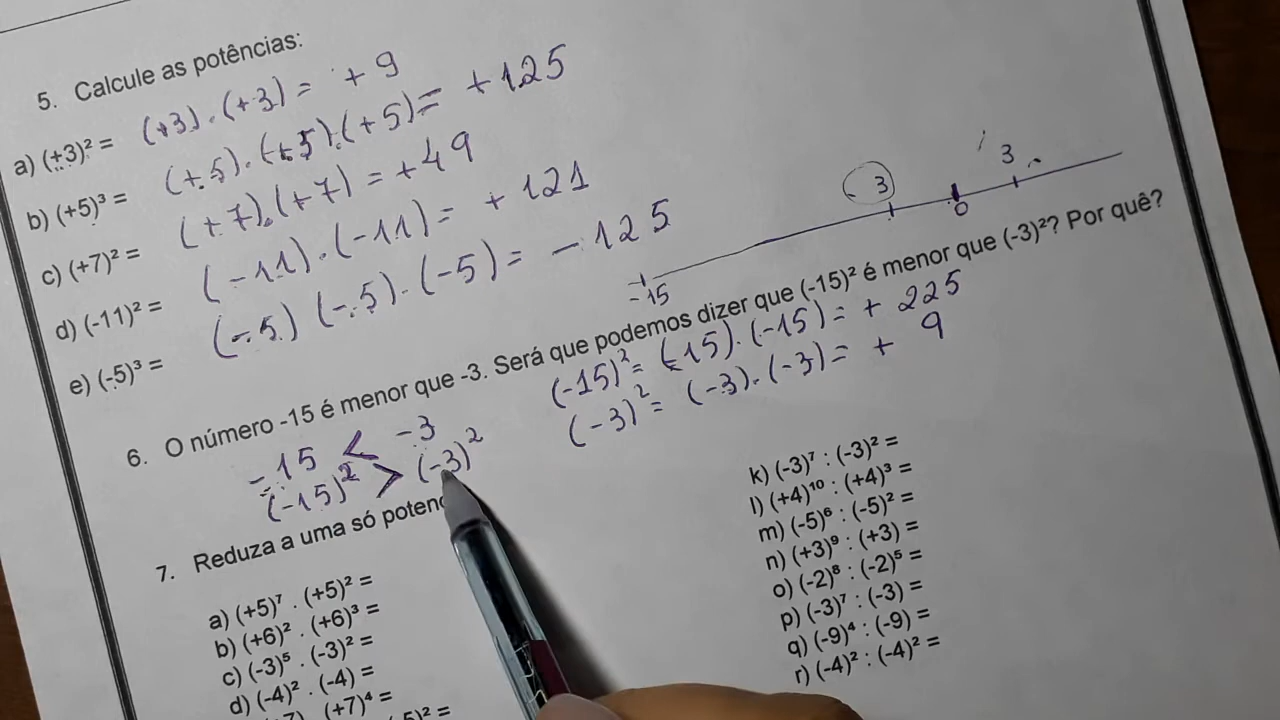 5. Calcule as potências:
a) (+3)² = (+3) . (+3) = + 9
b) (+5)³ = (+5) . (+5) . (+5) = + 125
c) (+7)² = (+7) . (+7) = + 49
d) (-11)² = (-11) . (-11) = + 121
e) (-5)³ = (-5) (-5) . (-5) = - 125
-15 -3 0 3
6. O número -15 é menor que -3. Será que podemos dizer que (-15)² é menor que (-3)²? Por quê?
-15 < -3
(-15)² > (-3)²
(-15)² = (-15) . (-15) = + 225
(-3)² = (-3) . (-3) = + 9
7. Reduza a uma só
a) (+5)⁷ . (+5)² =
b) (+6)² . (+6)³ =
c) (-3)⁵ . (-3)² =
d) (-4)² . (-4) =
(+7)⁴ =
k) (-3)⁷ : (-3)² =
l) (+4)¹⁰ : (+4)³ =
m) (-5)⁶ : (-5)² =
n) (+3)⁹ : (+3) =
o) (-2)⁸ : (-2)⁵ =
p) (-3)⁷ : (-3) =
q) (-9)⁴ : (-9) =
r) (-4)² : (-4)² =